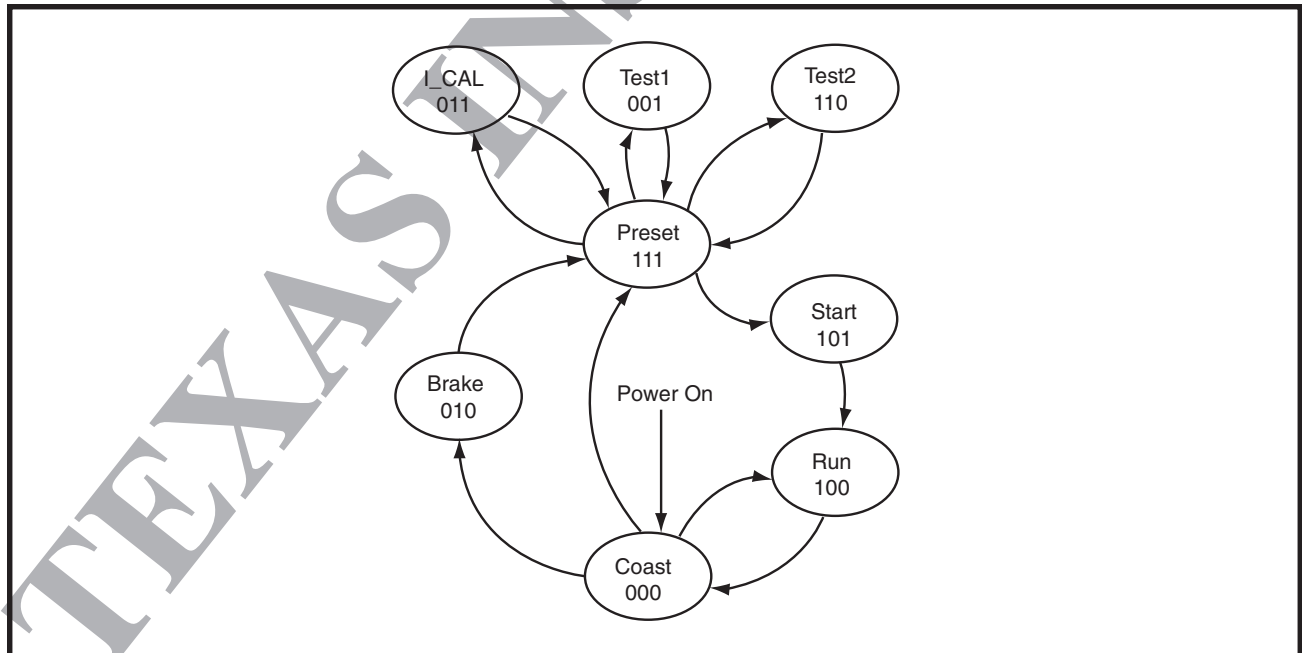 I_CAL
011
Test1
001
Test2
110
Preset
111
Start
101
Brake
010
Power On
Run
100
Coast
000
TEXAS